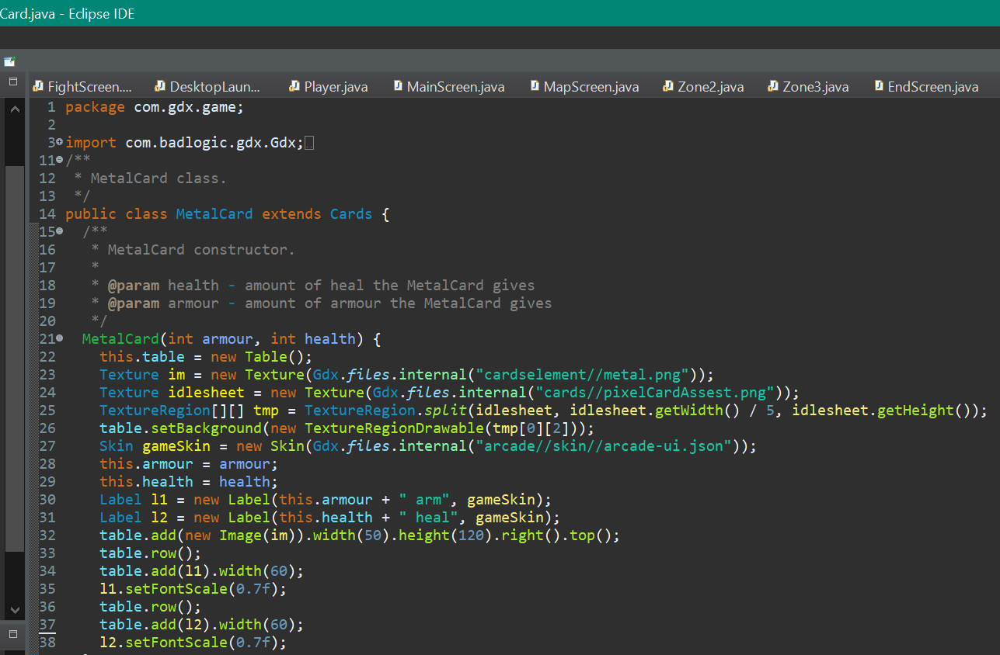 Card.java - Eclipse IDE
FightScreen.... DesktopLaun... Player.java MainScreen.java MapScreen.java Zone2.java Zone3.java EndScreen.java
1 package com.gdx.game;
2
3 import com.badlogic.gdx.Gdx;
11 /**
12  * MetalCard class.
13  */
14 public class MetalCard extends Cards {
15   /**
16    * MetalCard constructor.
17    *
18    * @param health - amount of heal the MetalCard gives
19    * @param armour - amount of armour the MetalCard gives
20    */
21   MetalCard(int armour, int health) {
22     this.table = new Table();
23     Texture im = new Texture(Gdx.files.internal("cardselement//metal.png"));
24     Texture idlesheet = new Texture(Gdx.files.internal("cards//pixelCardAssest.png"));
25     TextureRegion[][] tmp = TextureRegion.split(idlesheet, idlesheet.getWidth() / 5, idlesheet.getHeight());
26     table.setBackground(new TextureRegionDrawable(tmp[0][2]));
27     Skin gameSkin = new Skin(Gdx.files.internal("arcade//skin//arcade-ui.json"));
28     this.armour = armour;
29     this.health = health;
30     Label l1 = new Label(this.armour + " arm", gameSkin);
31     Label l2 = new Label(this.health + " heal", gameSkin);
32     table.add(new Image(im)).width(50).height(120).right().top();
33     table.row();
34     table.add(l1).width(60);
35     l1.setFontScale(0.7f);
36     table.row();
37     table.add(l2).width(60);
38     l2.setFontScale(0.7f);